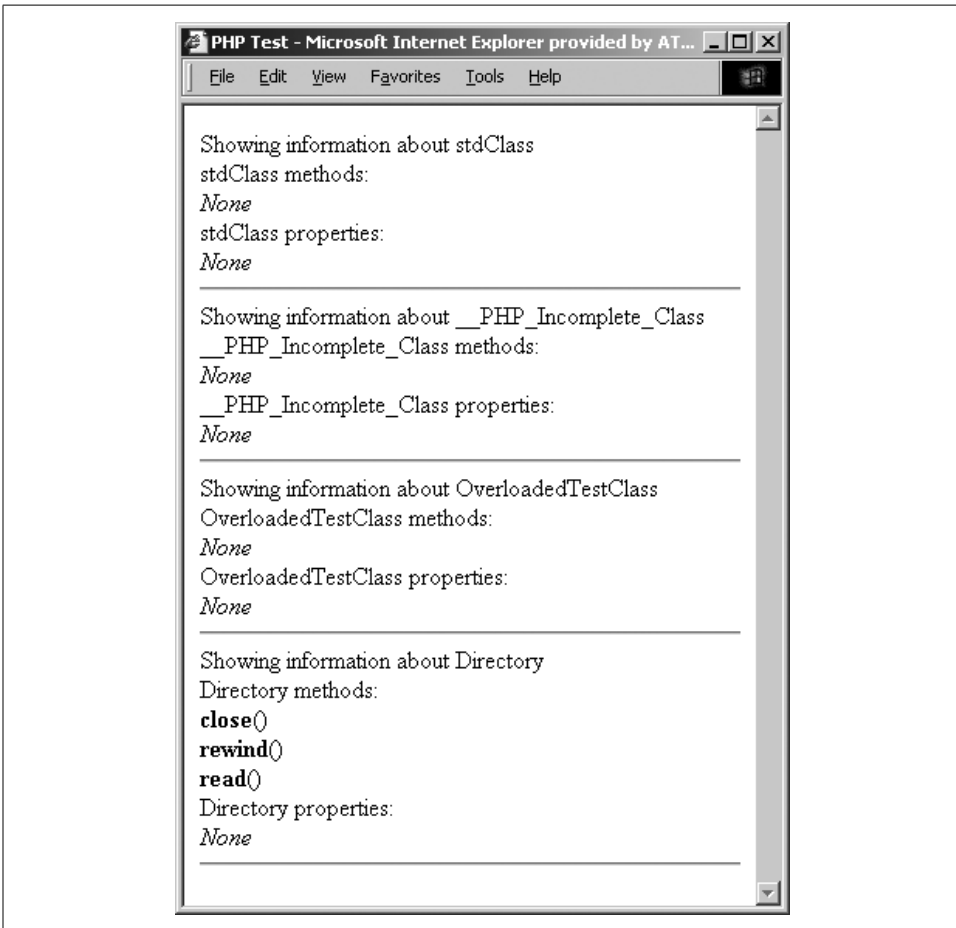 PHP Test - Microsoft Internet Explorer provided by AT...
File Edit View Favorites Tools Help
Showing information about stdClass
stdClass methods:
None
stdClass properties:
None
Showing information about __PHP_Incomplete_Class
__PHP_Incomplete_Class methods:
None
__PHP_Incomplete_Class properties:
None
Showing information about OverloadedTestClass
OverloadedTestClass methods:
None
OverloadedTestClass properties:
None
Showing information about Directory
Directory methods:
close()
rewind()
read()
Directory properties:
None